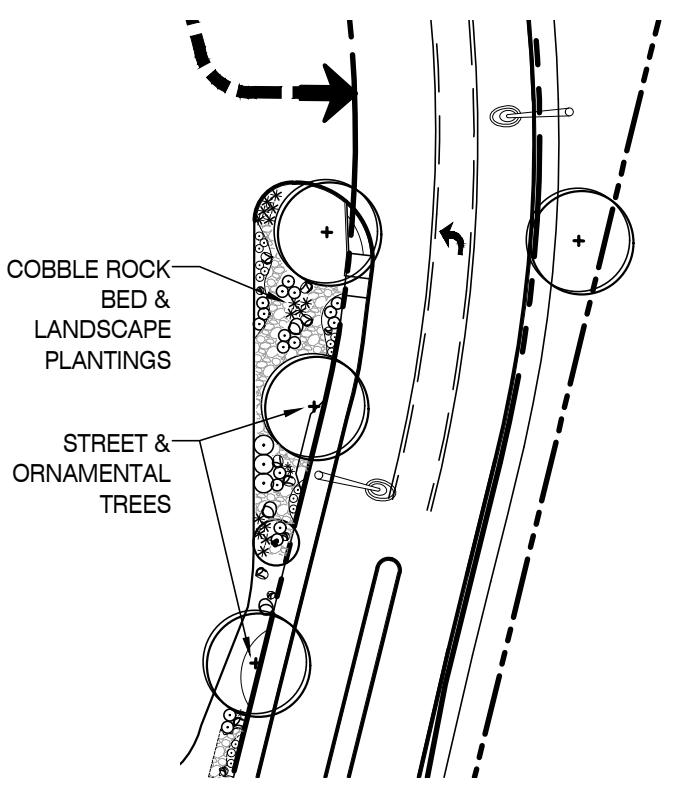 COBBLE ROCK
BED &
LANDSCAPE
PLANTINGS
STREET &
ORNAMENTAL
TREES